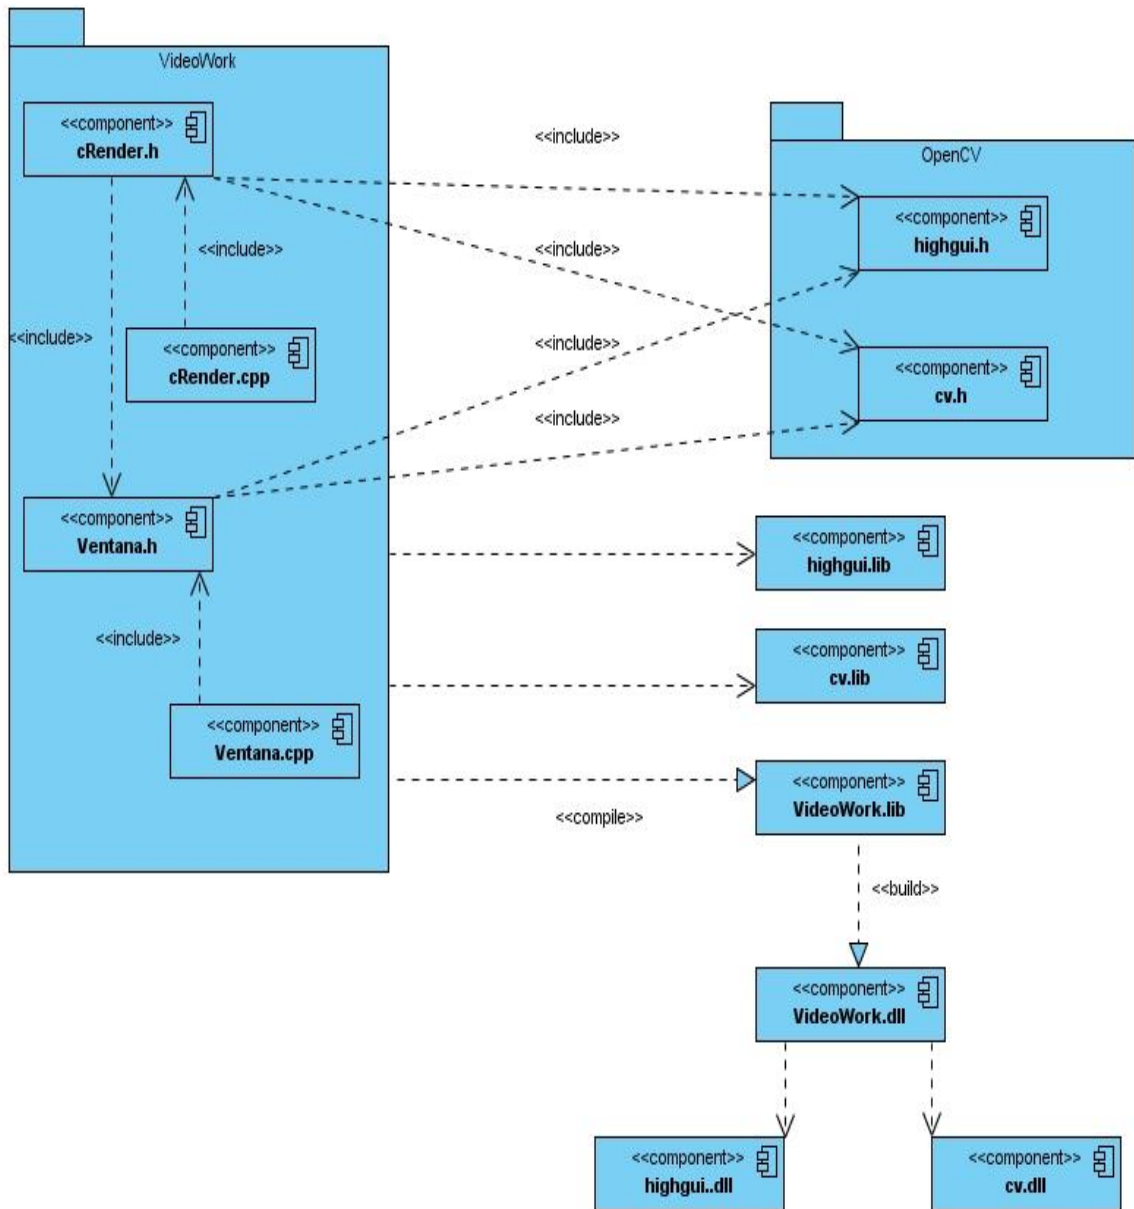 VideoWork
<<component>>
cRender.h
<<include>>
OpenCV
<<component>>
highgui.h
<<include>>
<<include>>
<<include>>
<<component>>
cRender.cpp
<<include>>
<<component>>
cv.h
<<include>>
<<component>>
Ventana.h
<<component>>
highgui.lib
<<include>>
<<component>>
cv.lib
<<component>>
Ventana.cpp
<<component>>
VideoWork.lib
<<compile>>
<<build>>
<<component>>
VideoWork.dll
<<component>>
highgui..dll
<<component>>
cv.dll